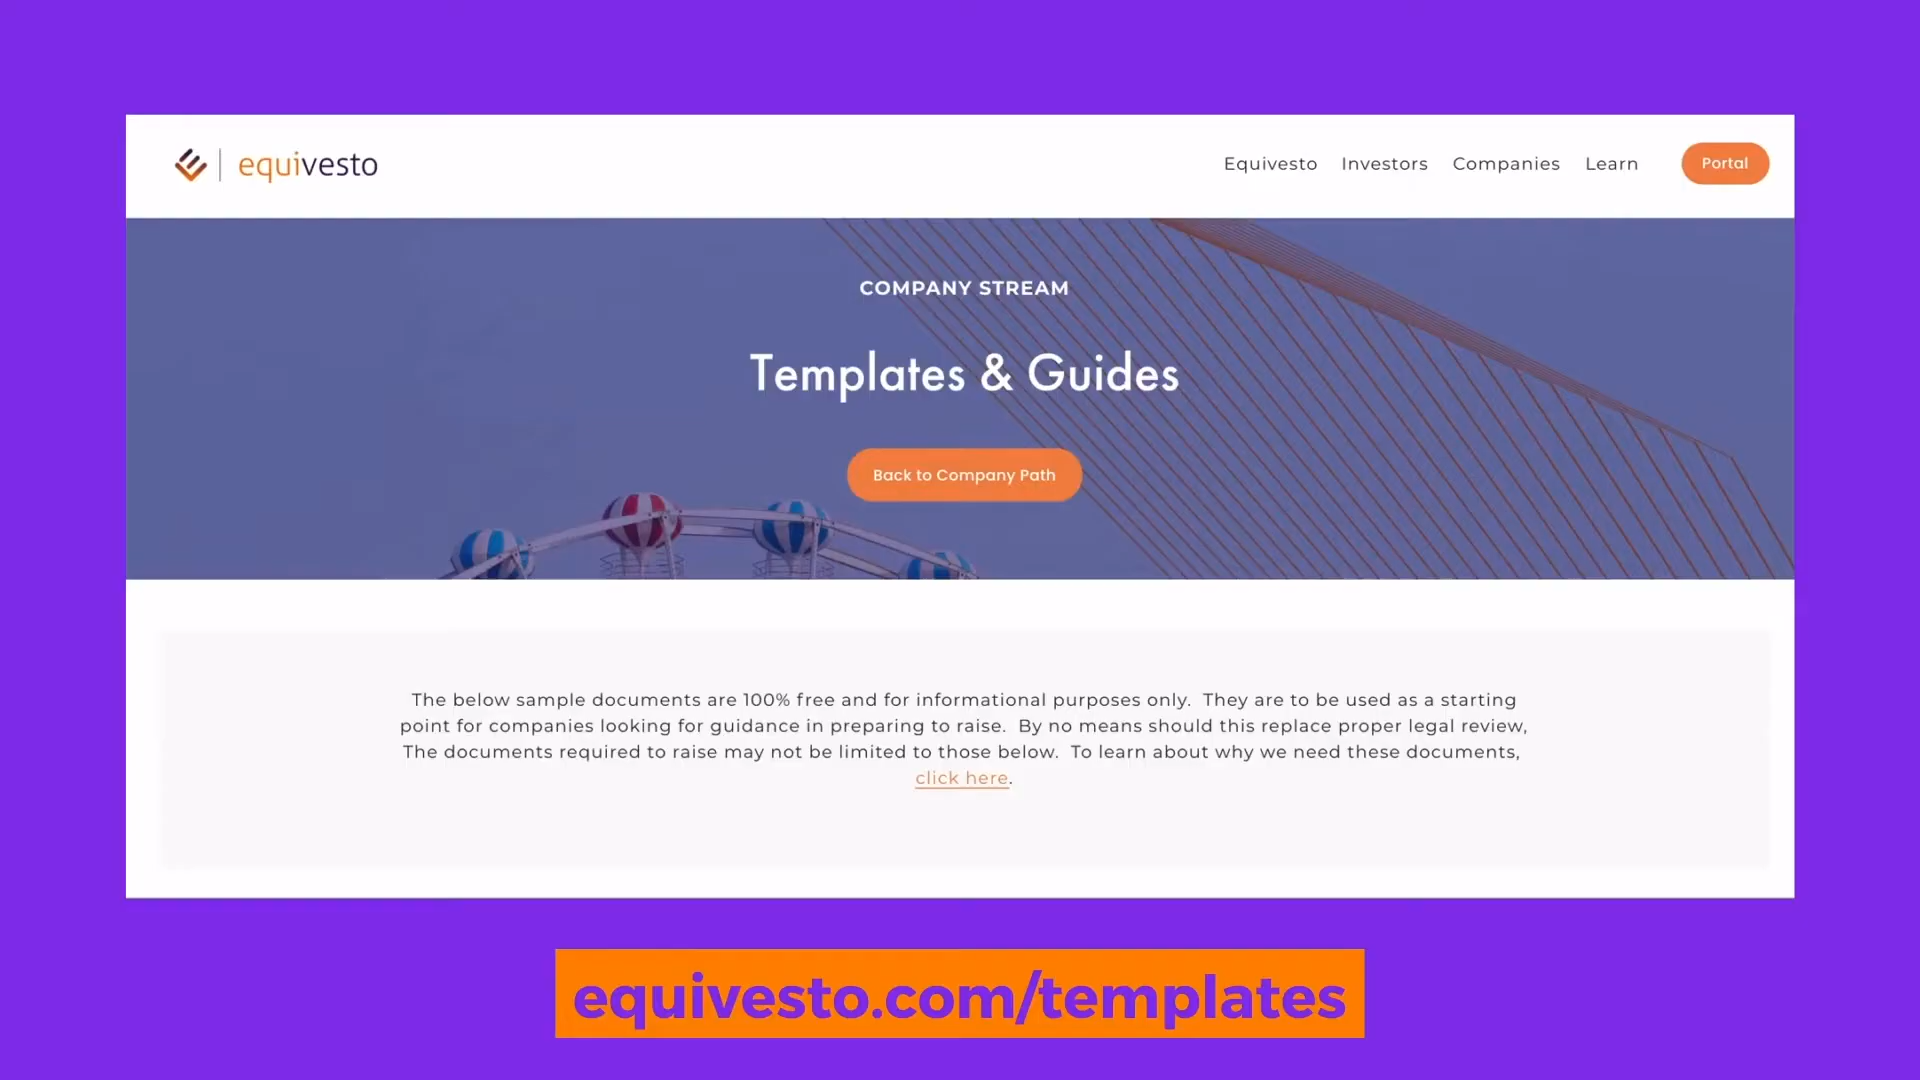 equivesto
Equivesto Investors Companies Learn Portal
COMPANY STREAM
Templates & Guides
Back to Company Path
The below sample documents are 100% free and for informational purposes only. They are to be used as a starting
point for companies looking for guidance in preparing to raise. By no means should this replace proper legal review,
The documents required to raise may not be limited to those below. To learn about why we need these documents,
click here.
equivesto.com/templates